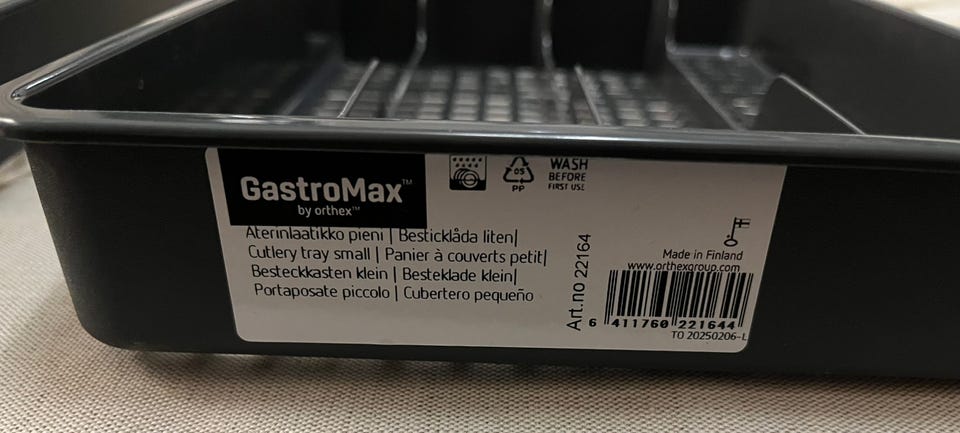 GastroMax™
by orthex™
Aterinlaatikko pieni | Besticklåda liten|
Cutlery tray small | Panier à couverts petit|
Besteckkasten klein | Besteklade klein|
Portaposate piccolo | Cubertero pequeño
05
PP
WASH
BEFORE
FIRST USE
Art.no 22164
Made in Finland
www.orthexgroup.com
6 411760 221644
TO 20250206-L